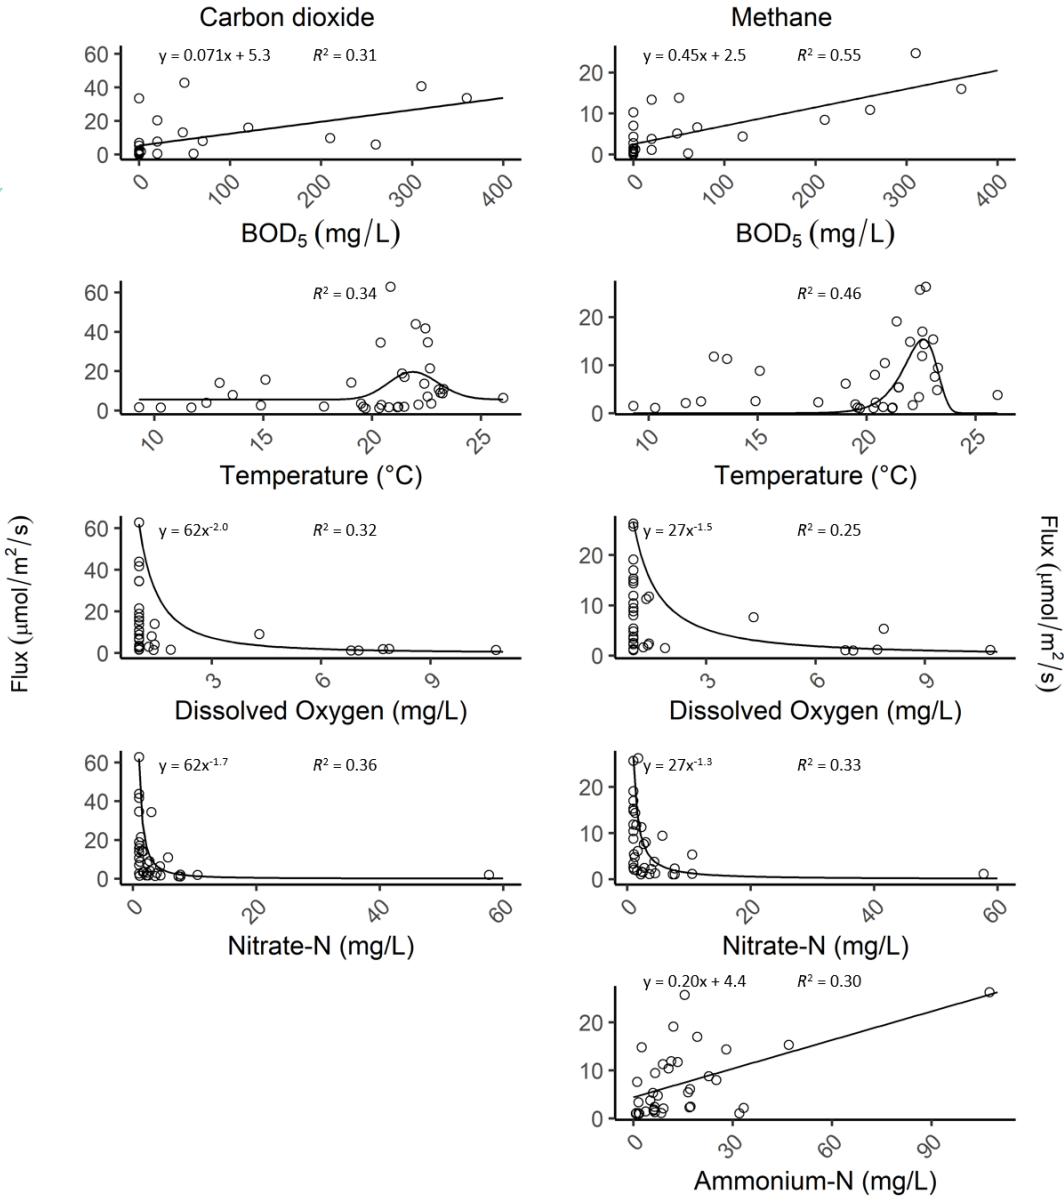 Carbon dioxide
Methane
y = 0.071x + 5.3
R² = 0.31
0
20
40
60
0
100
200
300
400
BOD₅ (mg/L)
y = 0.45x + 2.5
R² = 0.55
0
10
20
0
100
200
300
400
BOD₅ (mg/L)
R² = 0.34
0
20
40
60
10
15
20
25
Temperature (°C)
R² = 0.46
0
10
20
10
15
20
25
Temperature (°C)
Flux (μmol/m²/s)
y = 62x⁻²·⁰
R² = 0.32
0
20
40
60
3
6
9
Dissolved Oxygen (mg/L)
y = 27x⁻¹·⁵
R² = 0.25
0
10
20
3
6
9
Dissolved Oxygen (mg/L)
Flux (μmol/m²/s)
y = 62x⁻¹·⁷
R² = 0.36
0
20
40
60
0
20
40
60
Nitrate-N (mg/L)
y = 27x⁻¹·³
R² = 0.33
0
10
20
0
20
40
60
Nitrate-N (mg/L)
y = 0.20x + 4.4
R² = 0.30
0
10
20
0
30
60
90
Ammonium-N (mg/L)